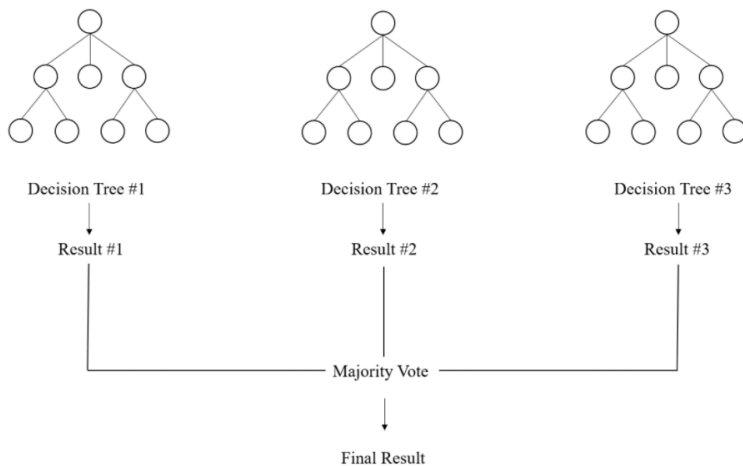 Decision Tree #1
Decision Tree #2
Decision Tree #3
Result #1
Result #2
Result #3
Majority Vote
Final Result